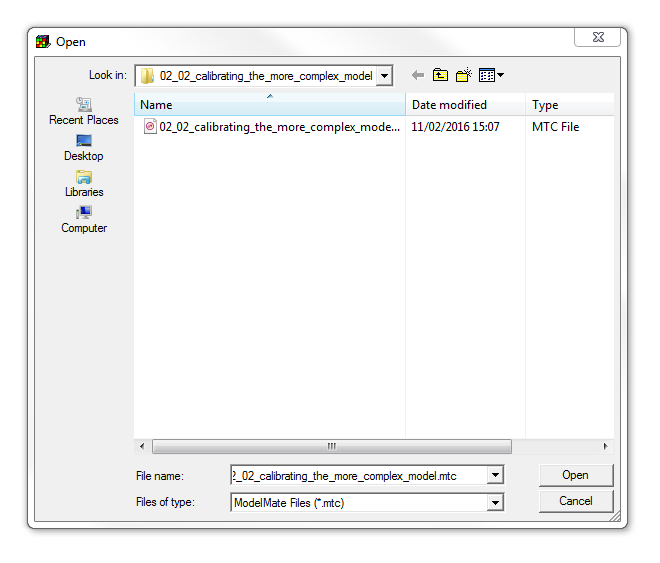 Open
Look in: 02_02_calibrating_the_more_complex_model
Name Date modified Type
02_02_calibrating_the_more_complex_mode... 11/02/2016 15:07 MTC File
Recent Places
Desktop
Libraries
Computer
File name: 2_02_calibrating_the_more_complex_model.mtc Open
Files of type: ModelMate Files (*.mtc) Cancel